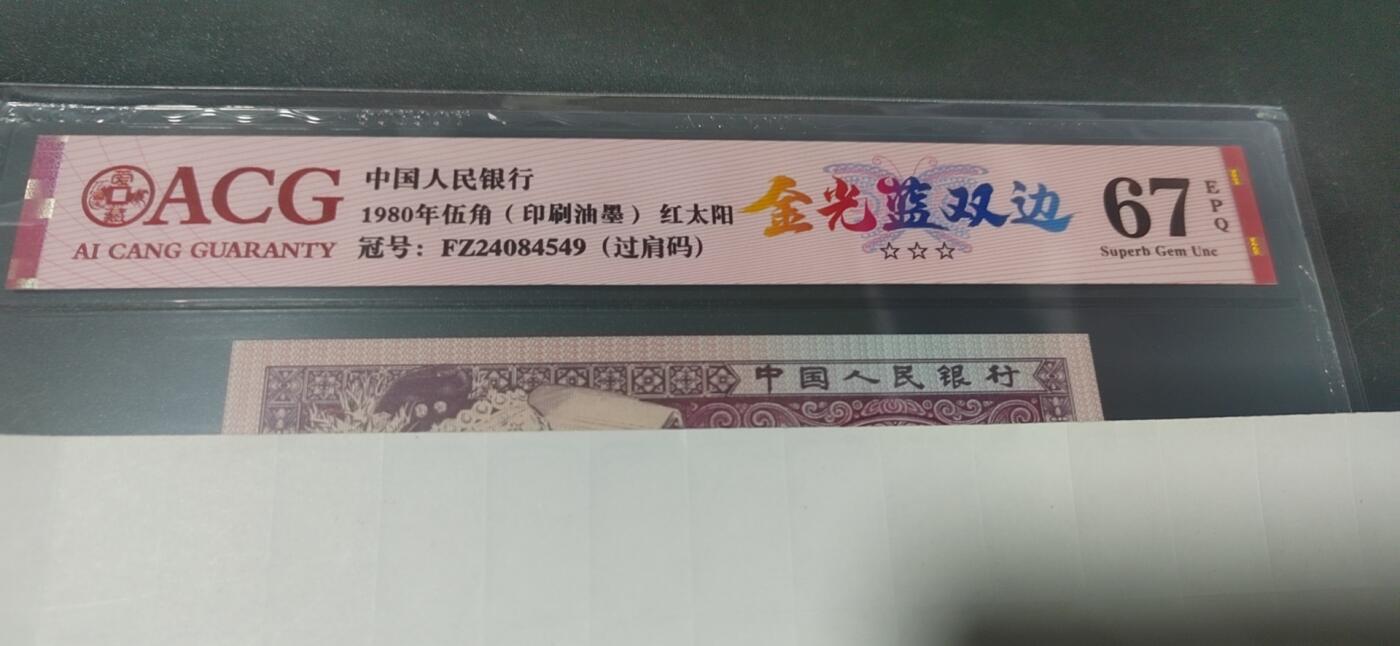 ACG
AI CANG GUARANTY
中国人民银行
1980年伍角（印刷油墨）红太阳
冠号：FZ24084549（过肩码）
金光蓝双边
☆☆☆
67
EPQ
Superb Gem Unc
中国人民银行